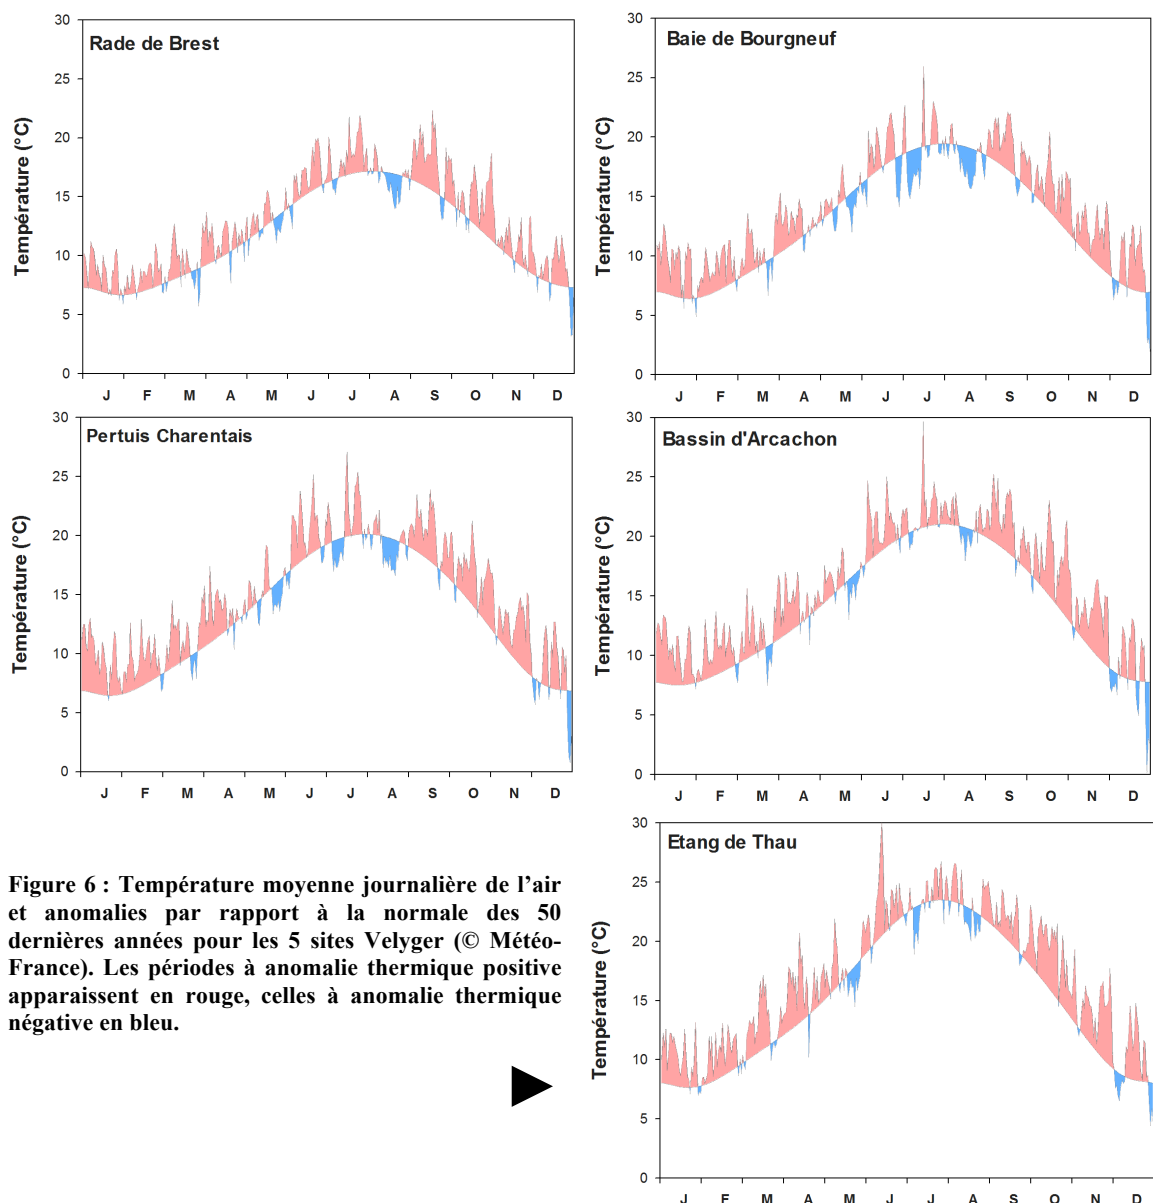 Rade de Brest
Température (°C)
30
25
20
15
10
5
0
J F M A M J J A S O N D
Baie de Bourgneuf
Température (°C)
30
25
20
15
10
5
0
J F M A M J J A S O N D
Pertuis Charentais
Température (°C)
30
25
20
15
10
5
0
J F M A M J J A S O N D
Bassin d'Arcachon
Température (°C)
30
25
20
15
10
5
0
J F M A M J J A S O N D
Figure 6 : Température moyenne journalière de l’air
et anomalies par rapport à la normale des 50
dernières années pour les 5 sites Velyger (© Météo-
France). Les périodes à anomalie thermique positive
apparaissent en rouge, celles à anomalie thermique
négative en bleu.
Etang de Thau
Température (°C)
30
25
20
15
10
5
0
J F M A M J J A S O N D